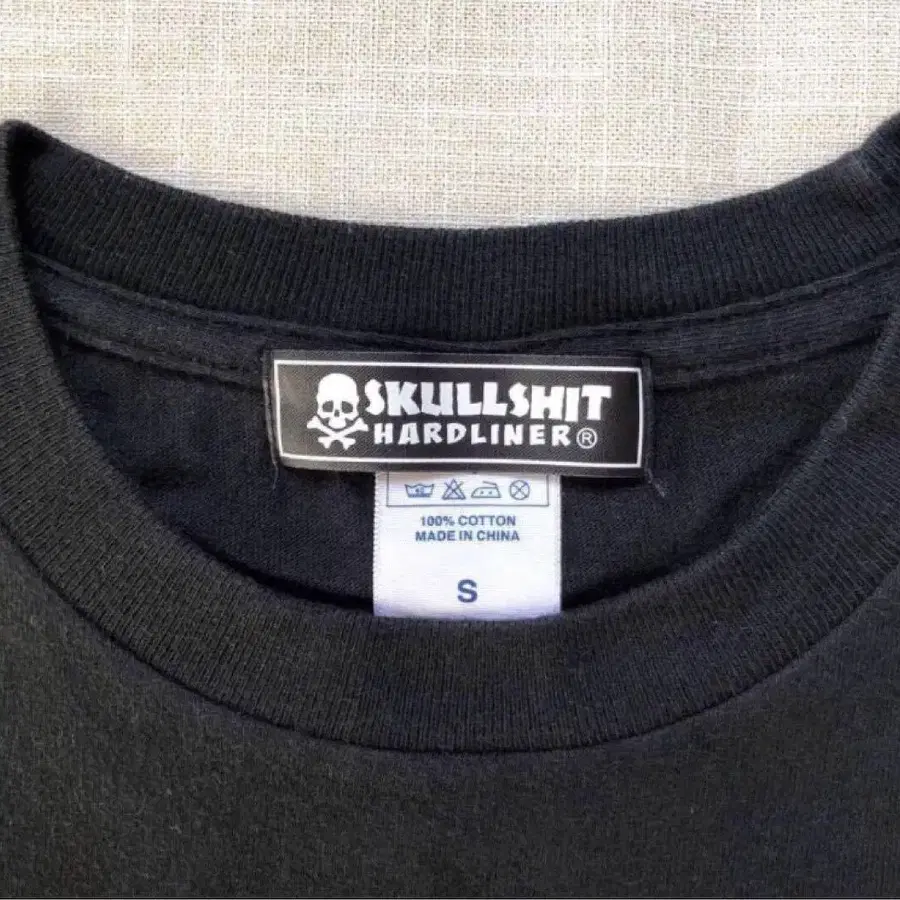 SKULLSHIT
HARDLINER®
100% COTTON
MADE IN CHINA
S